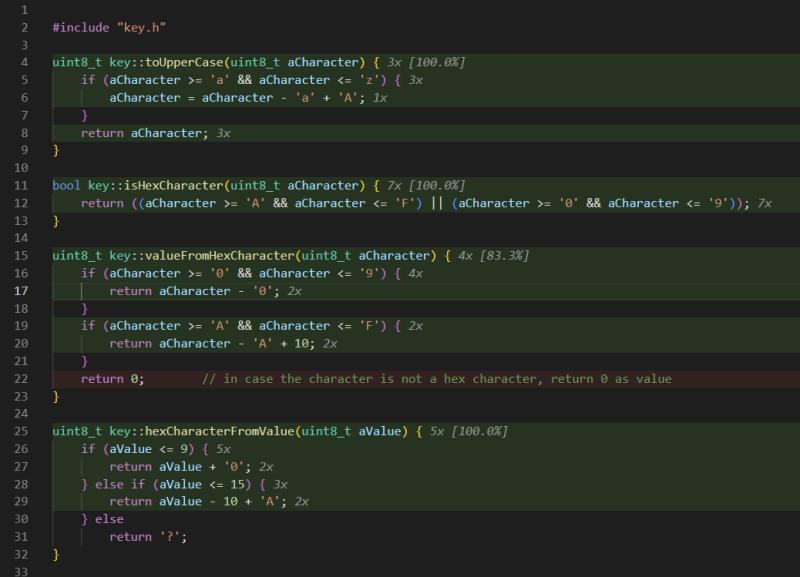 1
2 #include "key.h"
3
4 uint8_t key::toUpperCase(uint8_t aCharacter) { 3x [100.0%]
5     if (aCharacter >= 'a' && aCharacter <= 'z') { 3x
6         aCharacter = aCharacter - 'a' + 'A'; 1x
7     }
8     return aCharacter; 3x
9 }
10
11 bool key::isHexCharacter(uint8_t aCharacter) { 7x [100.0%]
12     return ((aCharacter >= 'A' && aCharacter <= 'F') || (aCharacter >= '0' && aCharacter <= '9')); 7x
13 }
14
15 uint8_t key::valueFromHexCharacter(uint8_t aCharacter) { 4x [83.3%]
16     if (aCharacter >= '0' && aCharacter <= '9') { 4x
17         return aCharacter - '0'; 2x
18     }
19     if (aCharacter >= 'A' && aCharacter <= 'F') { 2x
20         return aCharacter - 'A' + 10; 2x
21     }
22     return 0;        // in case the character is not a hex character, return 0 as value
23 }
24
25 uint8_t key::hexCharacterFromValue(uint8_t aValue) { 5x [100.0%]
26     if (aValue <= 9) { 5x
27         return aValue + '0'; 2x
28     } else if (aValue <= 15) { 3x
29         return aValue - 10 + 'A'; 2x
30     } else
31         return '?';
32 }
33